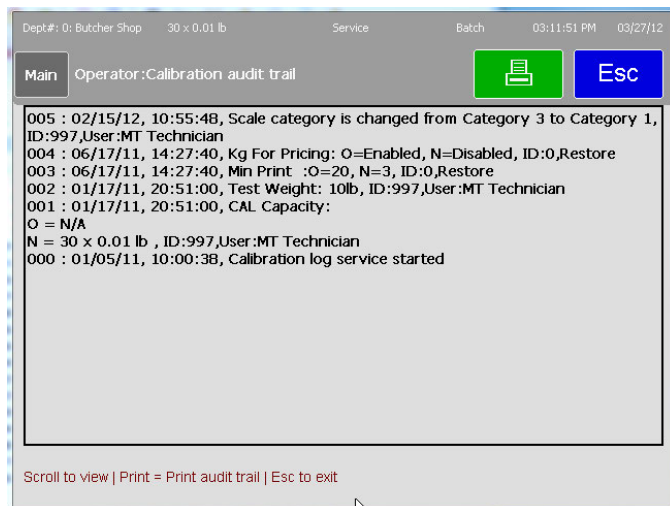 Dept#: 0: Butcher Shop 30 x 0.01 lb Service Batch 03:11:51 PM 03/27/12
Main Operator:Calibration audit trail Esc
005 : 02/15/12, 10:55:48, Scale category is changed from Category 3 to Category 1,
ID:997,User:MT Technician
004 : 06/17/11, 14:27:40, Kg For Pricing: O=Enabled, N=Disabled, ID:0,Restore
003 : 06/17/11, 14:27:40, Min Print :O=20, N=3, ID:0,Restore
002 : 01/17/11, 20:51:00, Test Weight: 10lb, ID:997,User:MT Technician
001 : 01/17/11, 20:51:00, CAL Capacity:
O = N/A
N = 30 x 0.01 lb , ID:997,User:MT Technician
000 : 01/05/11, 10:00:38, Calibration log service started
Scroll to view | Print = Print audit trail | Esc to exit